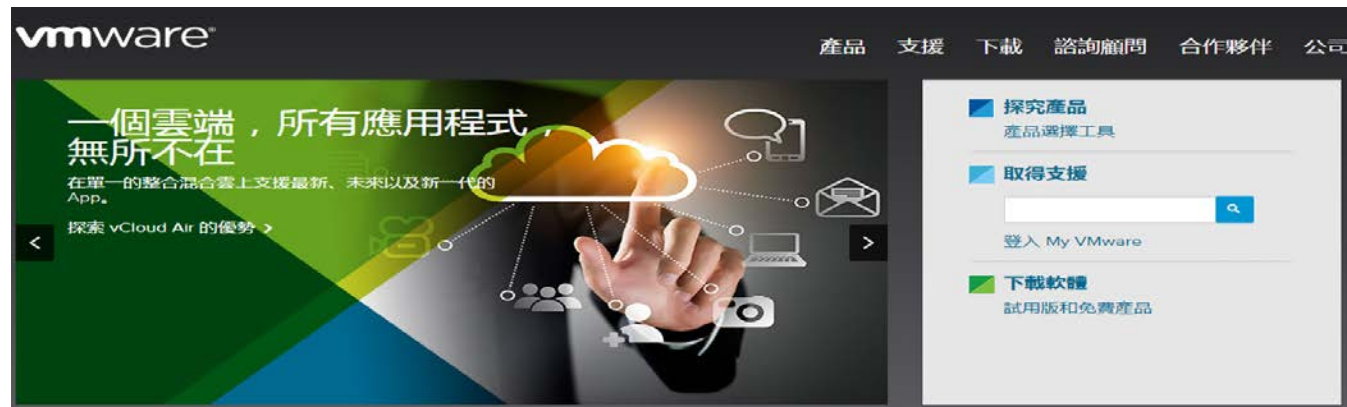 vmware®
產品 支援 下載 諮詢顧問 合作夥伴 公司
一個雲端，所有應用程式，
無所不在
在單一的整合混合雲上支援最新、未來以及新一代的
App。
探索 vCloud Air 的優勢 >
< >
探究產品
產品選擇工具
取得支援
登入 My VMware
下載軟體
試用版和免費產品